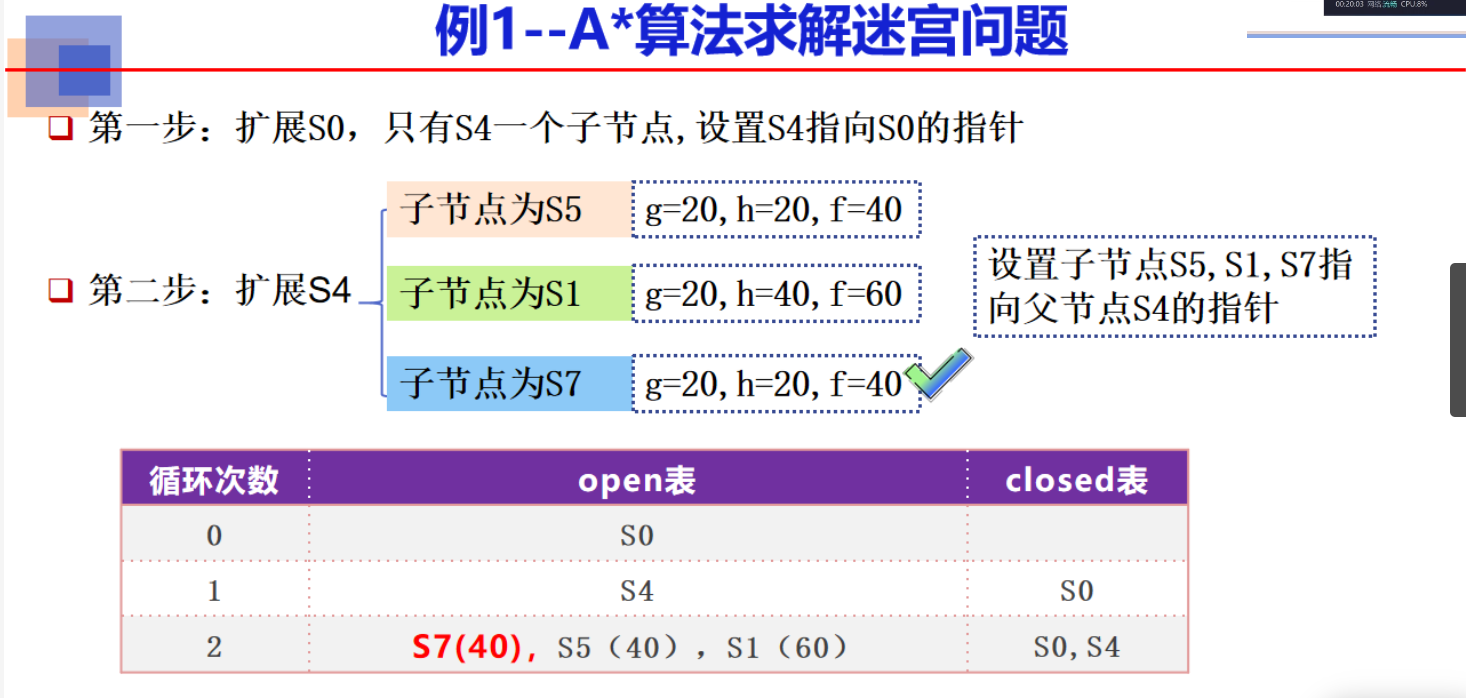 00:20:03 网络流畅 CPU:8%
例1--A*算法求解迷宫问题
第一步：扩展S0，只有S4一个子节点,设置S4指向S0的指针
子节点为S5 g=20,h=20,f=40
第二步：扩展S4 子节点为S1 g=20,h=40,f=60
子节点为S7 g=20,h=20,f=40
设置子节点S5,S1,S7指
向父节点S4的指针
循环次数 open表 closed表
0 S0
1 S4 S0
2 S7(40)，S5（40），S1（60） S0,S4